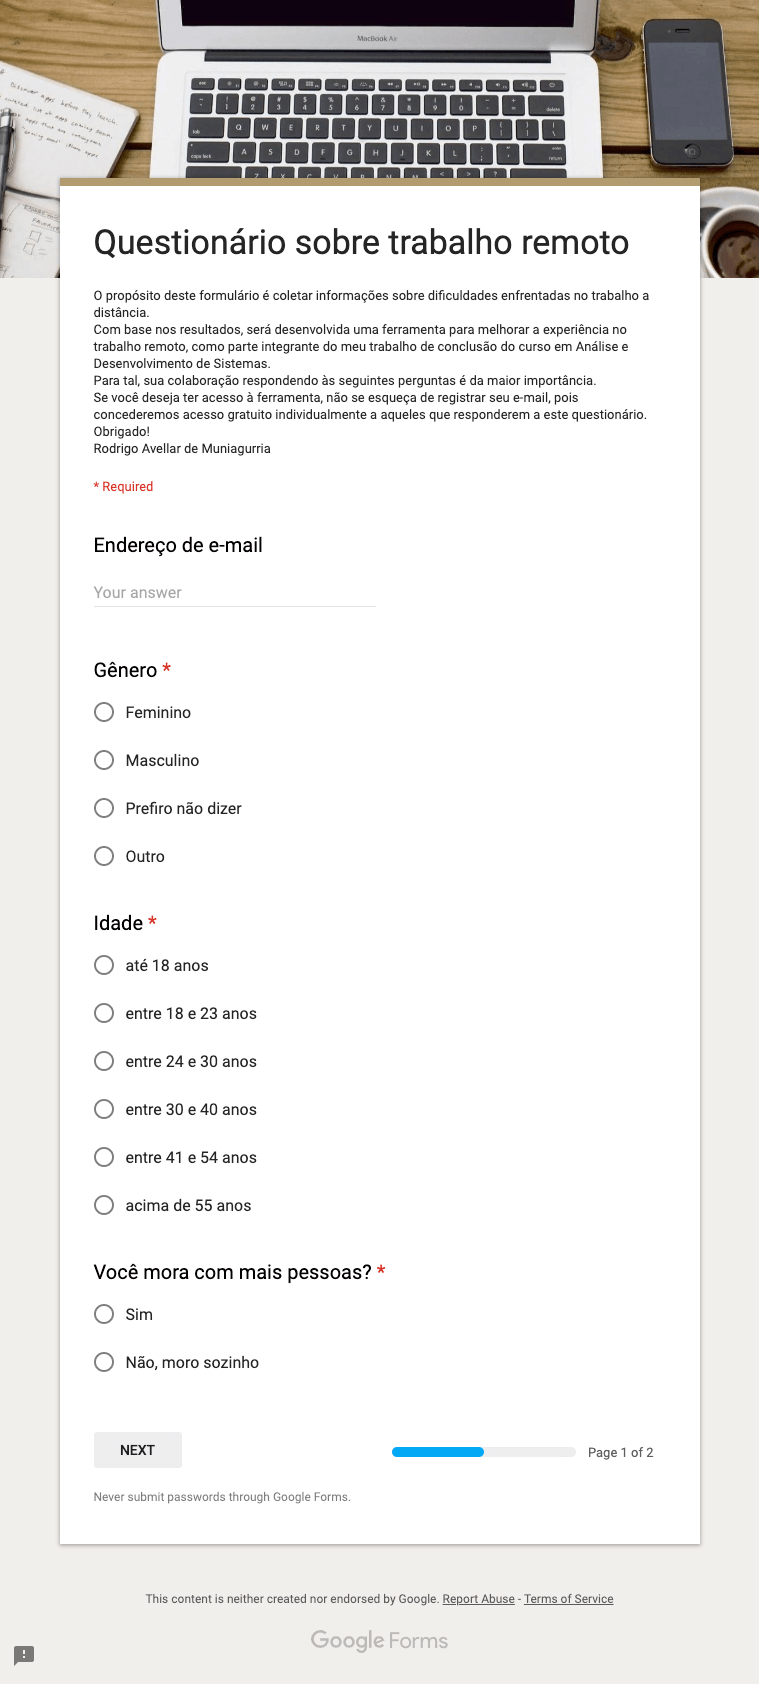 MacBook Air
Questionário sobre trabalho remoto
O propósito deste formulário é coletar informações sobre dificuldades enfrentadas no trabalho a
distância.
Com base nos resultados, será desenvolvida uma ferramenta para melhorar a experiência no
trabalho remoto, como parte integrante do meu trabalho de conclusão do curso em Análise e
Desenvolvimento de Sistemas.
Para tal, sua colaboração respondendo às seguintes perguntas é da maior importância.
Se você deseja ter acesso à ferramenta, não se esqueça de registrar seu e-mail, pois
concederemos acesso gratuito individualmente a aqueles que responderem a este questionário.
Obrigado!
Rodrigo Avellar de Muniagurria
* Required
Endereço de e-mail
Your answer
Gênero *
Feminino
Masculino
Prefiro não dizer
Outro
Idade *
até 18 anos
entre 18 e 23 anos
entre 24 e 30 anos
entre 30 e 40 anos
entre 41 e 54 anos
acima de 55 anos
Você mora com mais pessoas? *
Sim
Não, moro sozinho
NEXT
Page 1 of 2
Never submit passwords through Google Forms.
This content is neither created nor endorsed by Google. Report Abuse - Terms of Service
Google Forms